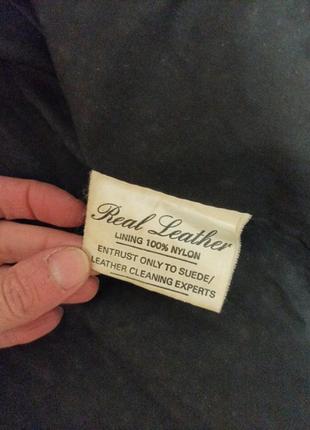 Real Leather
LINING 100% NYLON
ENTRUST ONLY TO SUEDE/
LEATHER CLEANING EXPERTS